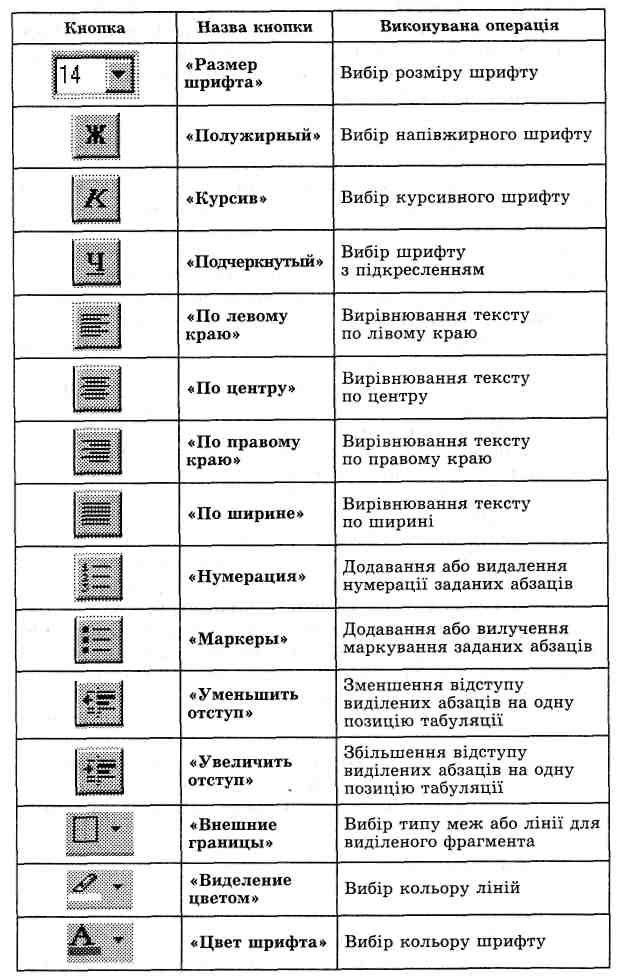 Кнопка
Назва кнопки
Виконувана операція
14
«Размер
шрифта»
Вибір розміру шрифту
Ж
«Полужирный»
Вибір напівжирного шрифту
К
«Курсив»
Вибір курсивного шрифту
Ч
«Подчеркнутый»
Вибір шрифту
з підкресленням
«По левому
краю»
Вирівнювання тексту
по лівому краю
«По центру»
Вирівнювання тексту
по центру
«По правому
краю»
Вирівнювання тексту
по правому краю
«По ширине»
Вирівнювання тексту
по ширині
«Нумерация»
Додавання або видалення
нумерації заданих абзаців
«Маркеры»
Додавання або вилучення
маркування заданих абзаців
«Уменьшить
отступ»
Зменшення відступу
виділених абзаців на одну
позицію табуляції
«Увеличить
отступ»
Збільшення відступу
виділених абзаців на одну
позицію табуляції
«Внешние
границы»
Вибір типу меж або лінії для
виділеного фрагмента
«Виделение
цветом»
Вибір кольору ліній
А
«Цвет шрифта»
Вибір кольору шрифту